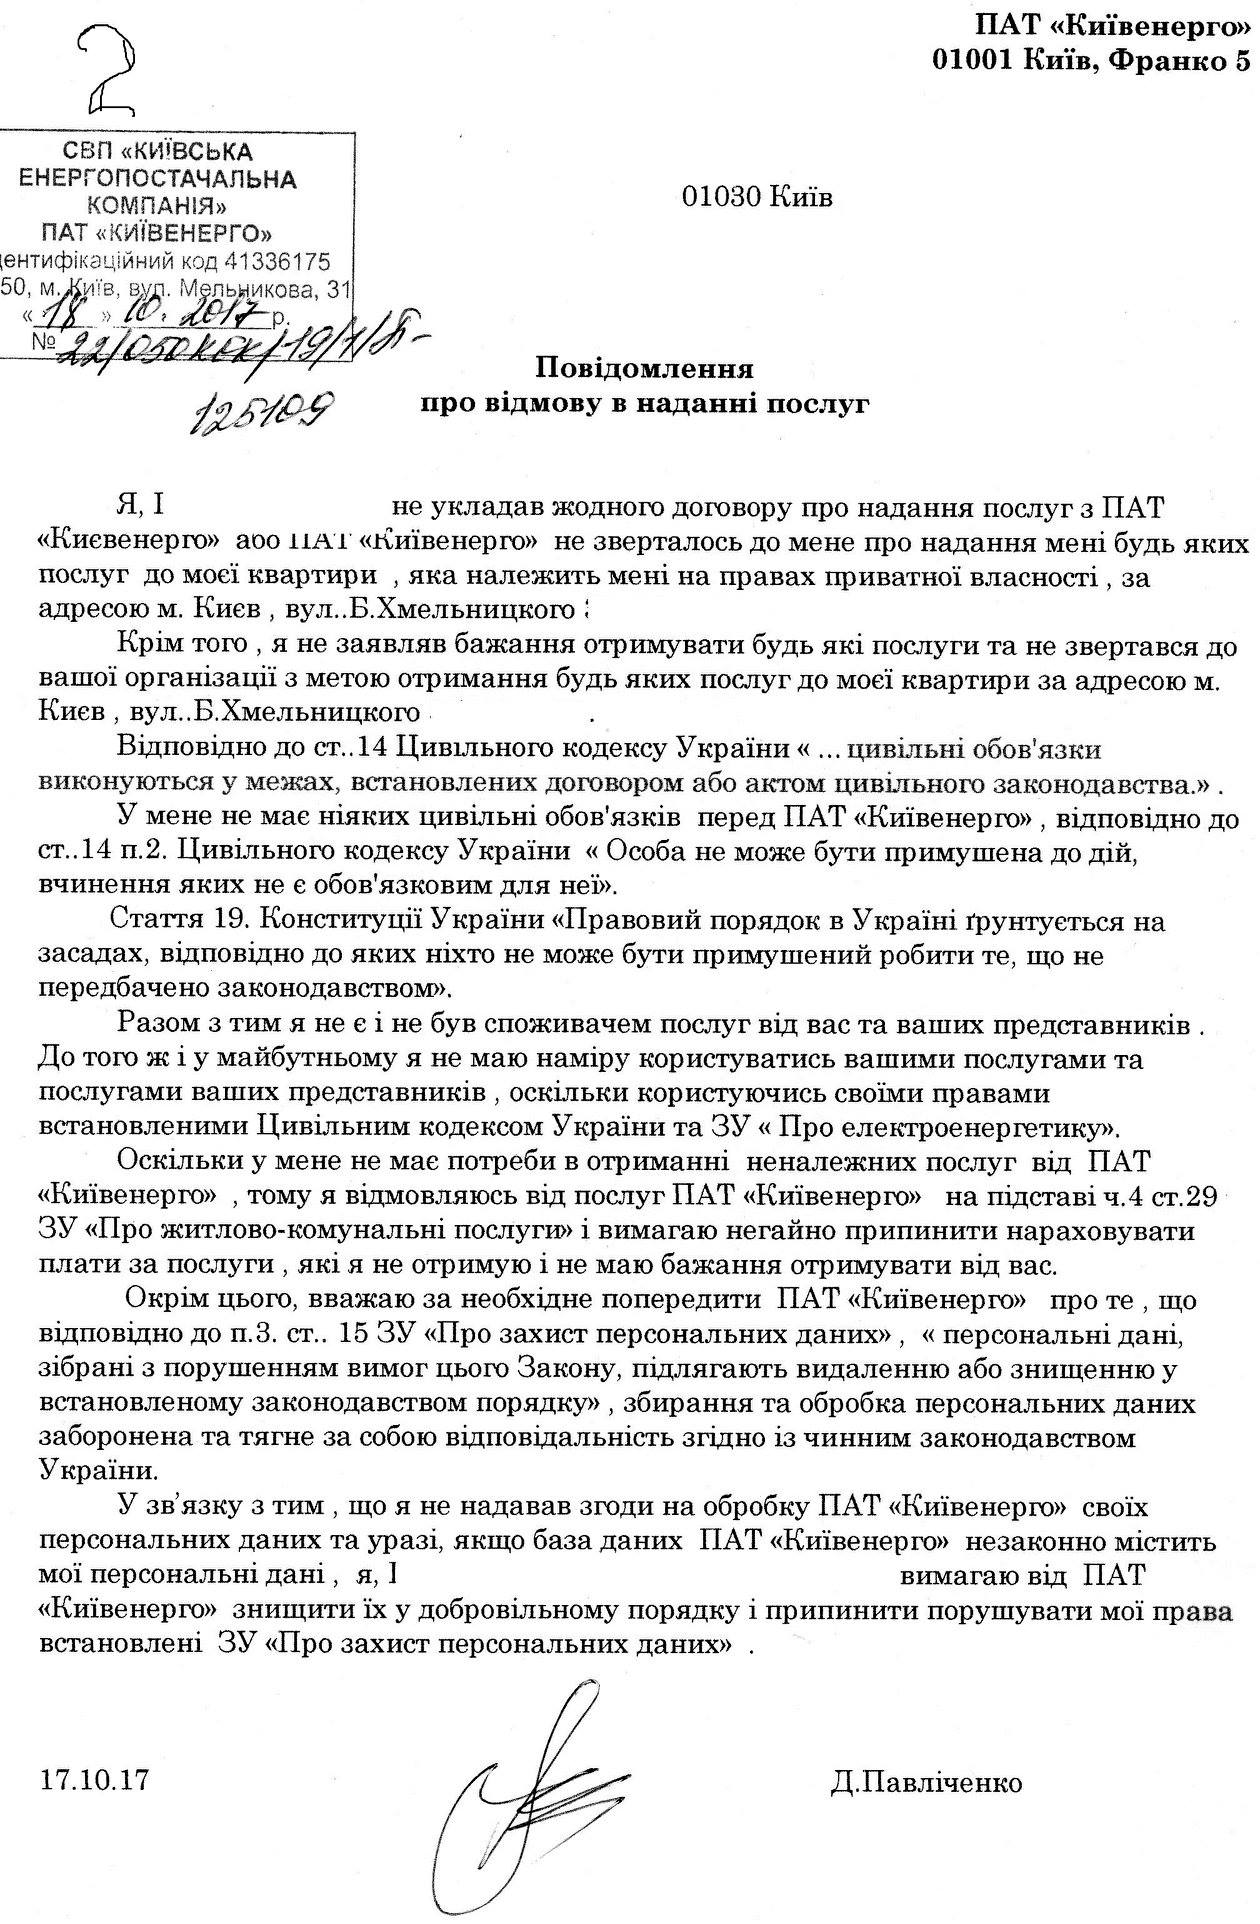 ПАТ «Київенерго»
01001 Київ, Франко 5
2
СВП «КИЇВСЬКА
ЕНЕРГОПОСТАЧАЛЬНА
КОМПАНІЯ»
ПАТ «КИЇВЕНЕРГО»
дентифікаційний код 41336175
50, м. Київ, вул. Мельникова, 31
« 18 » 10. 2017 р.
№ 22/050КОК/19/1/П-
125109
01030 Київ
Повідомлення
про відмову в наданні послуг
Я, І не укладав жодного договору про надання послуг з ПАТ
«Києвенерго» або ПАТ «Київенерго» не зверталось до мене про надання мені будь яких
послуг до моєї квартири , яка належить мені на правах приватної власності , за
адресою м. Києв , вул..Б.Хмельницкого
Крім того , я не заявляв бажання отримувати будь які послуги та не звертався до
вашої організації з метою отримання будь яких послуг до моєї квартири за адресою м.
Києв , вул..Б.Хмельницкого .
Відповідно до ст..14 Цивільного кодексу України « ... цивільні обов'язки
виконуються у межах, встановлених договором або актом цивільного законодавства.» .
У мене не має ніяких цивільні обов'язків перед ПАТ «Київенерго» , відповідно до
ст..14 п.2. Цивільного кодексу України « Особа не може бути примушена до дій,
вчинення яких не є обов'язковим для неї».
Стаття 19. Конституції України «Правовий порядок в Україні ґрунтується на
засадах, відповідно до яких ніхто не може бути примушений робити те, що не
передбачено законодавством».
Разом з тим я не є і не був споживачем послуг від вас та ваших представників .
До того ж і у майбутньому я не маю наміру користуватись вашими послугами та
послугами ваших представників , оскільки користуючись своїми правами
встановленими Цивільним кодексом України та ЗУ « Про електроенергетику».
Оскільки у мене не має потреби в отриманні неналежних послуг від ПАТ
«Київенерго» , тому я відмовляюсь від послуг ПАТ «Київенерго» на підставі ч.4 ст.29
ЗУ «Про житлово-комунальні послуги» і вимагаю негайно припинити нараховувати
плати за послуги , які я не отримую і не маю бажання отримувати від вас.
Окрім цього, вважаю за необхідне попередити ПАТ «Київенерго» про те , що
відповідно до п.3. ст.. 15 ЗУ «Про захист персональних даних» , « персональні дані,
зібрані з порушенням вимог цього Закону, підлягають видаленню або знищенню у
встановленому законодавством порядку» , збирання та обробка персональних даних
заборонена та тягне за собою відповідальність згідно із чинним законодавством
України.
У зв’язку з тим , що я не надавав згоди на обробку ПАТ «Київенерго» своїх
персональних даних та уразі, якщо база даних ПАТ «Київенерго» незаконно містить
мої персональні дані , я, І вимагаю від ПАТ
«Київенерго» знищити їх у добровільному порядку і припинити порушувати мої права
встановлені ЗУ «Про захист персональних даних» .
17.10.17 Д.Павліченко